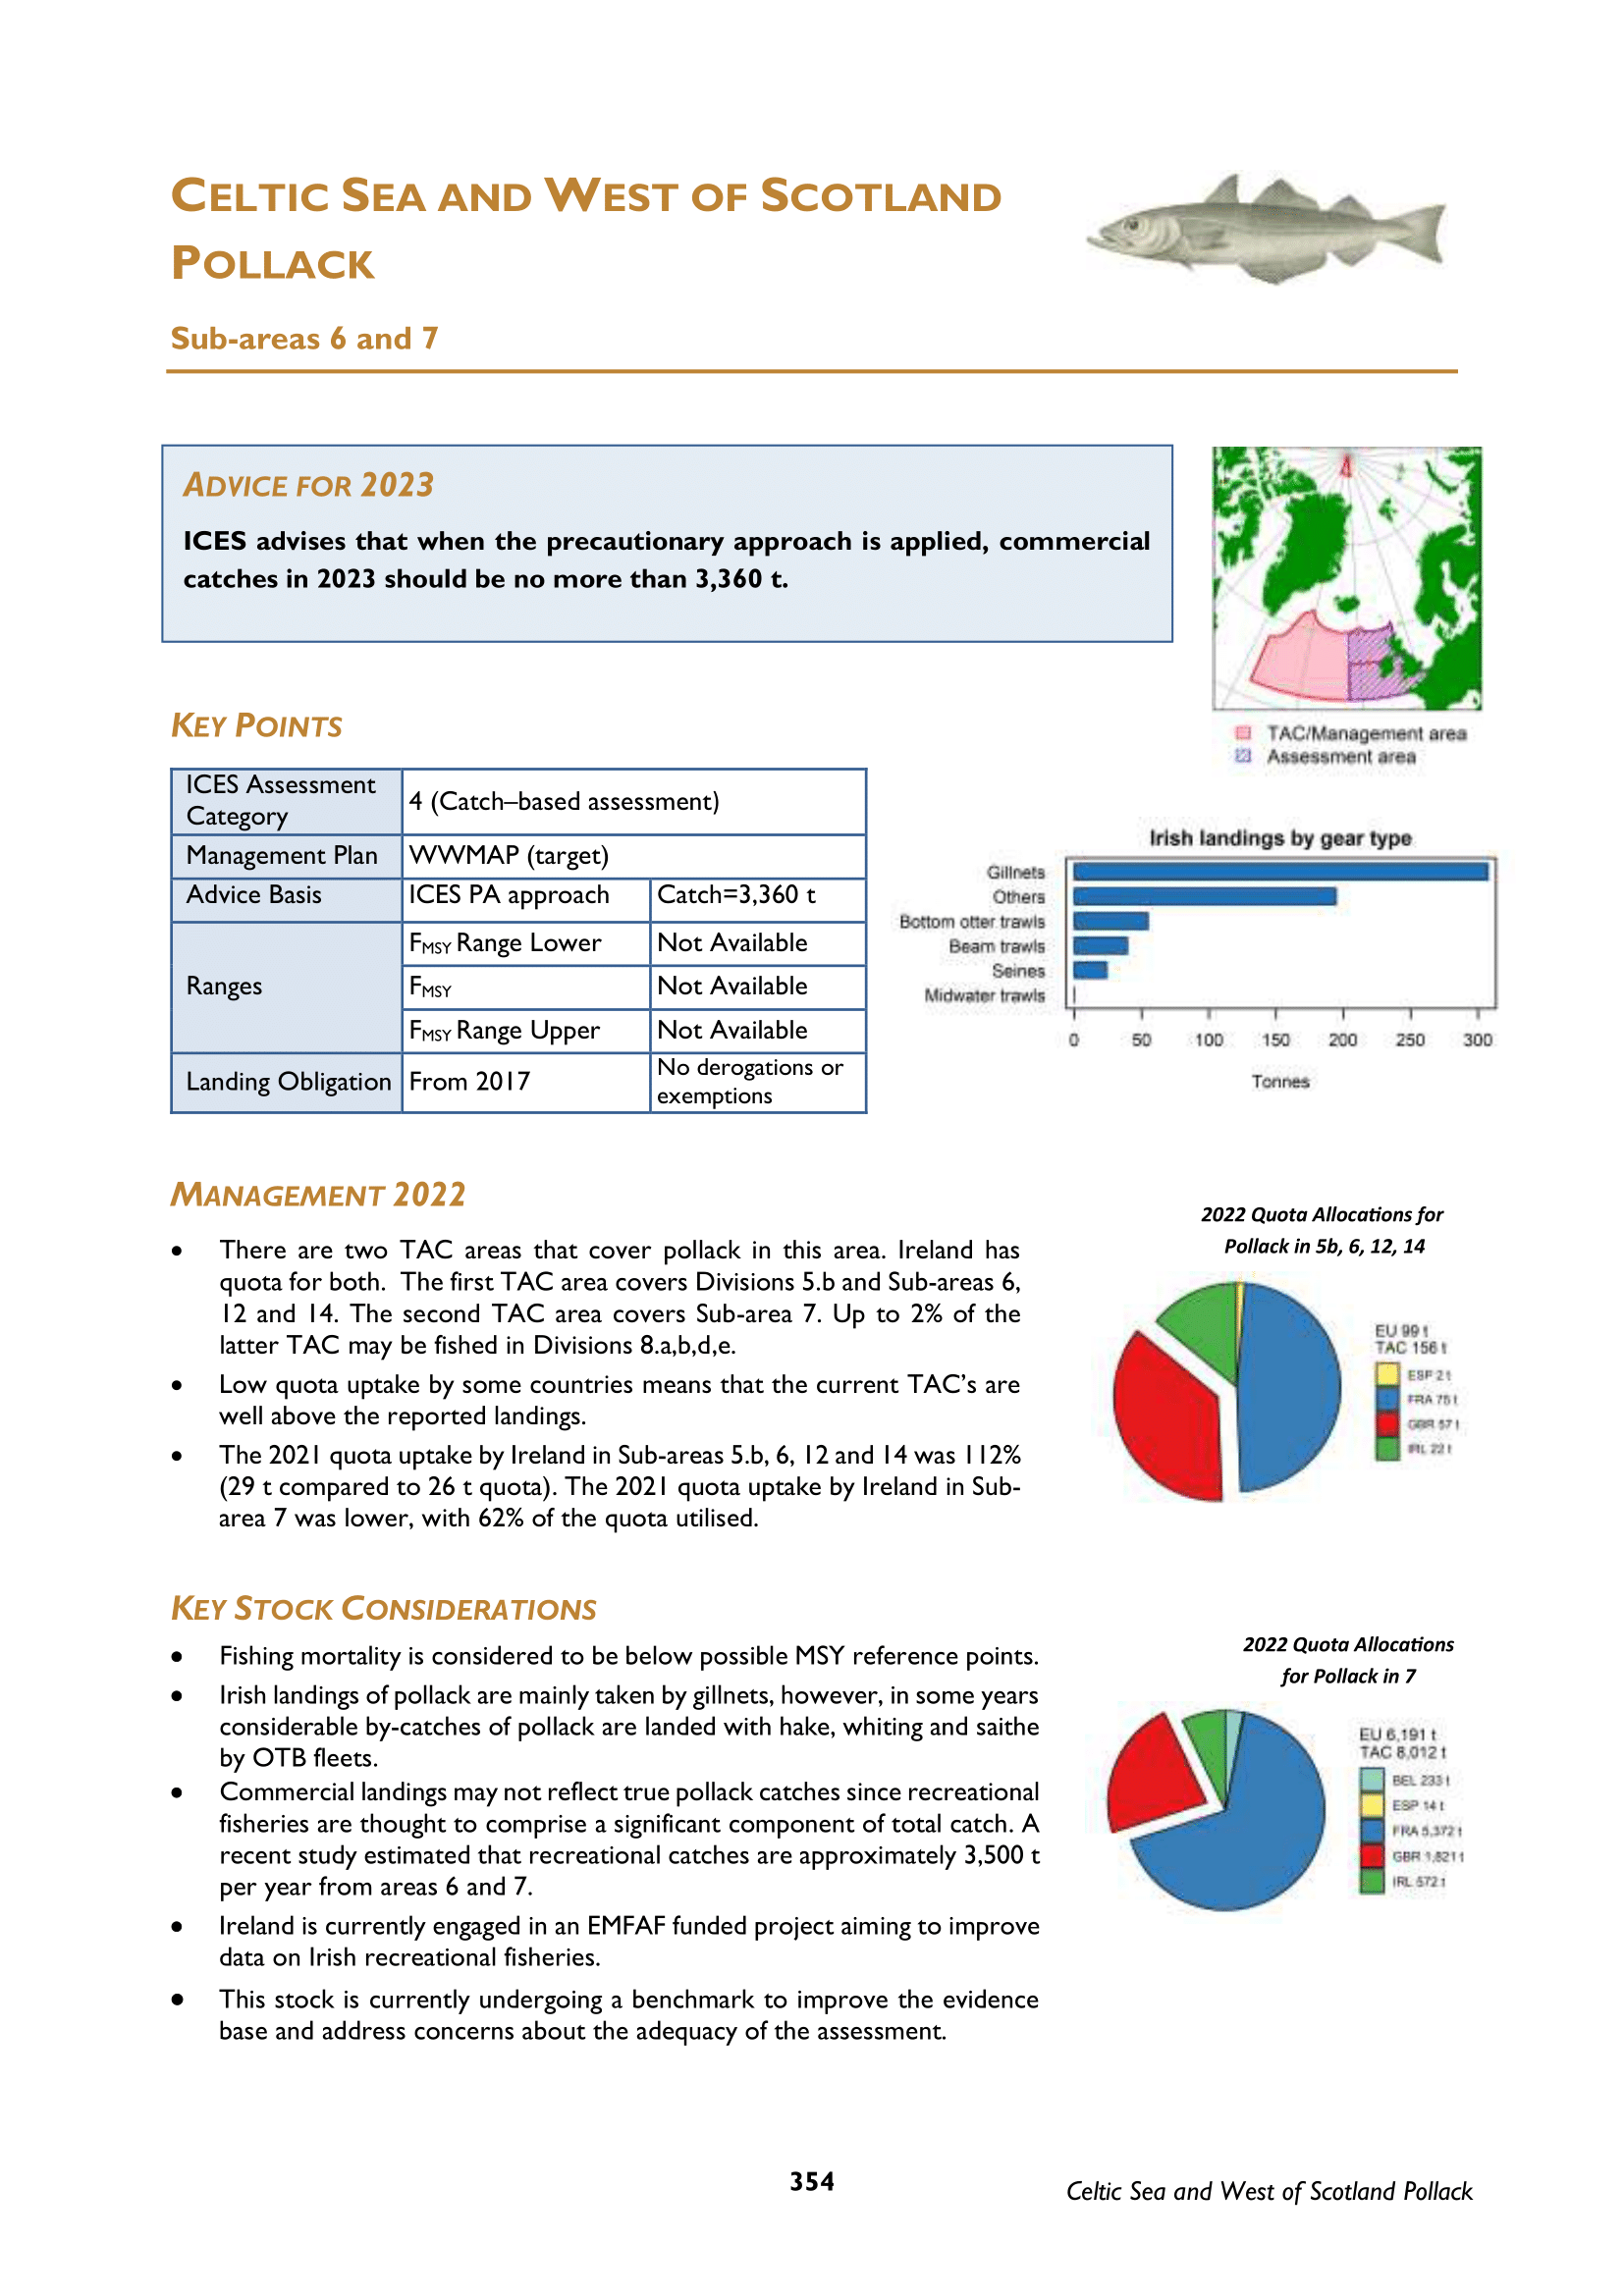 CELTIC SEA AND WEST OF SCOTLAND
POLLACK
Sub-areas 6 and 7
ADVICE FOR 2023
ICES advises that when the precautionary approach is applied, commercial
catches in 2023 should be no more than 3,360 t.
TAC/Management area
Assessment area
KEY POINTS
ICES Assessment
Category
4 (Catch–based assessment)
Management Plan
WWMAP (target)
Advice Basis
ICES PA approach
Catch=3,360 t
Ranges
FMSY Range Lower
Not Available
FMSY
Not Available
FMSY Range Upper
Not Available
Landing Obligation
From 2017
No derogations or
exemptions
Irish landings by gear type
Gillnets
Others
Bottom otter trawls
Beam trawls
Seines
Midwater trawls
0 50 100 150 200 250 300
Tonnes
MANAGEMENT 2022
• There are two TAC areas that cover pollack in this area. Ireland has
quota for both. The first TAC area covers Divisions 5.b and Sub-areas 6,
12 and 14. The second TAC area covers Sub-area 7. Up to 2% of the
latter TAC may be fished in Divisions 8.a,b,d,e.
• Low quota uptake by some countries means that the current TAC's are
well above the reported landings.
• The 2021 quota uptake by Ireland in Sub-areas 5.b, 6, 12 and 14 was 112%
(29 t compared to 26 t quota). The 2021 quota uptake by Ireland in Sub-
area 7 was lower, with 62% of the quota utilised.
2022 Quota Allocations for
Pollack in 5b, 6, 12, 14
EU 99 t
TAC 156 t
ESP 2 t
FRA 75 t
GBR 57 t
IRL 22 t
KEY STOCK CONSIDERATIONS
• Fishing mortality is considered to be below possible MSY reference points.
• Irish landings of pollack are mainly taken by gillnets, however, in some years
considerable by-catches of pollack are landed with hake, whiting and saithe
by OTB fleets.
• Commercial landings may not reflect true pollack catches since recreational
fisheries are thought to comprise a significant component of total catch. A
recent study estimated that recreational catches are approximately 3,500 t
per year from areas 6 and 7.
• Ireland is currently engaged in an EMFAF funded project aiming to improve
data on Irish recreational fisheries.
• This stock is currently undergoing a benchmark to improve the evidence
base and address concerns about the adequacy of the assessment.
2022 Quota Allocations
for Pollack in 7
EU 6,191 t
TAC 8,012 t
BEL 233 t
ESP 14 t
FRA 5,372 t
GBR 1,821 t
IRL 572 t
354
Celtic Sea and West of Scotland Pollack